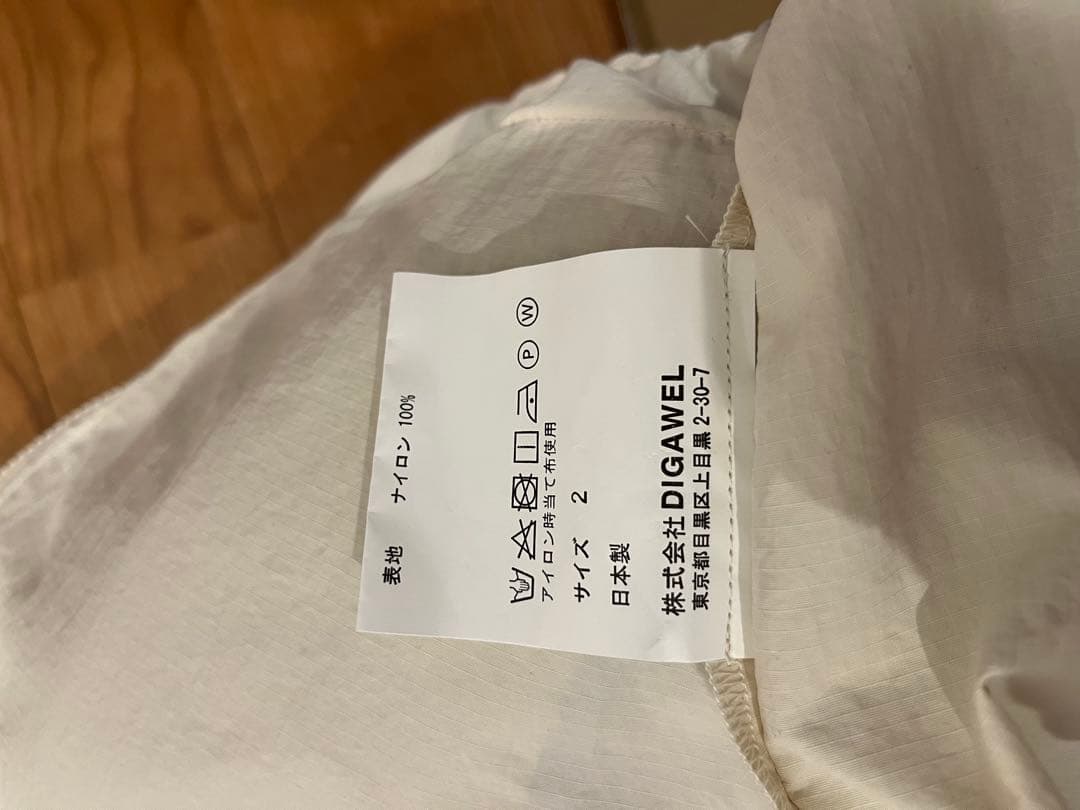 表地 ナイロン 100%
P W
アイロン時当て布使用
サイズ 2
日本製
株式会社 DIGAWEL
東京都目黒区上目黒 2-30-7